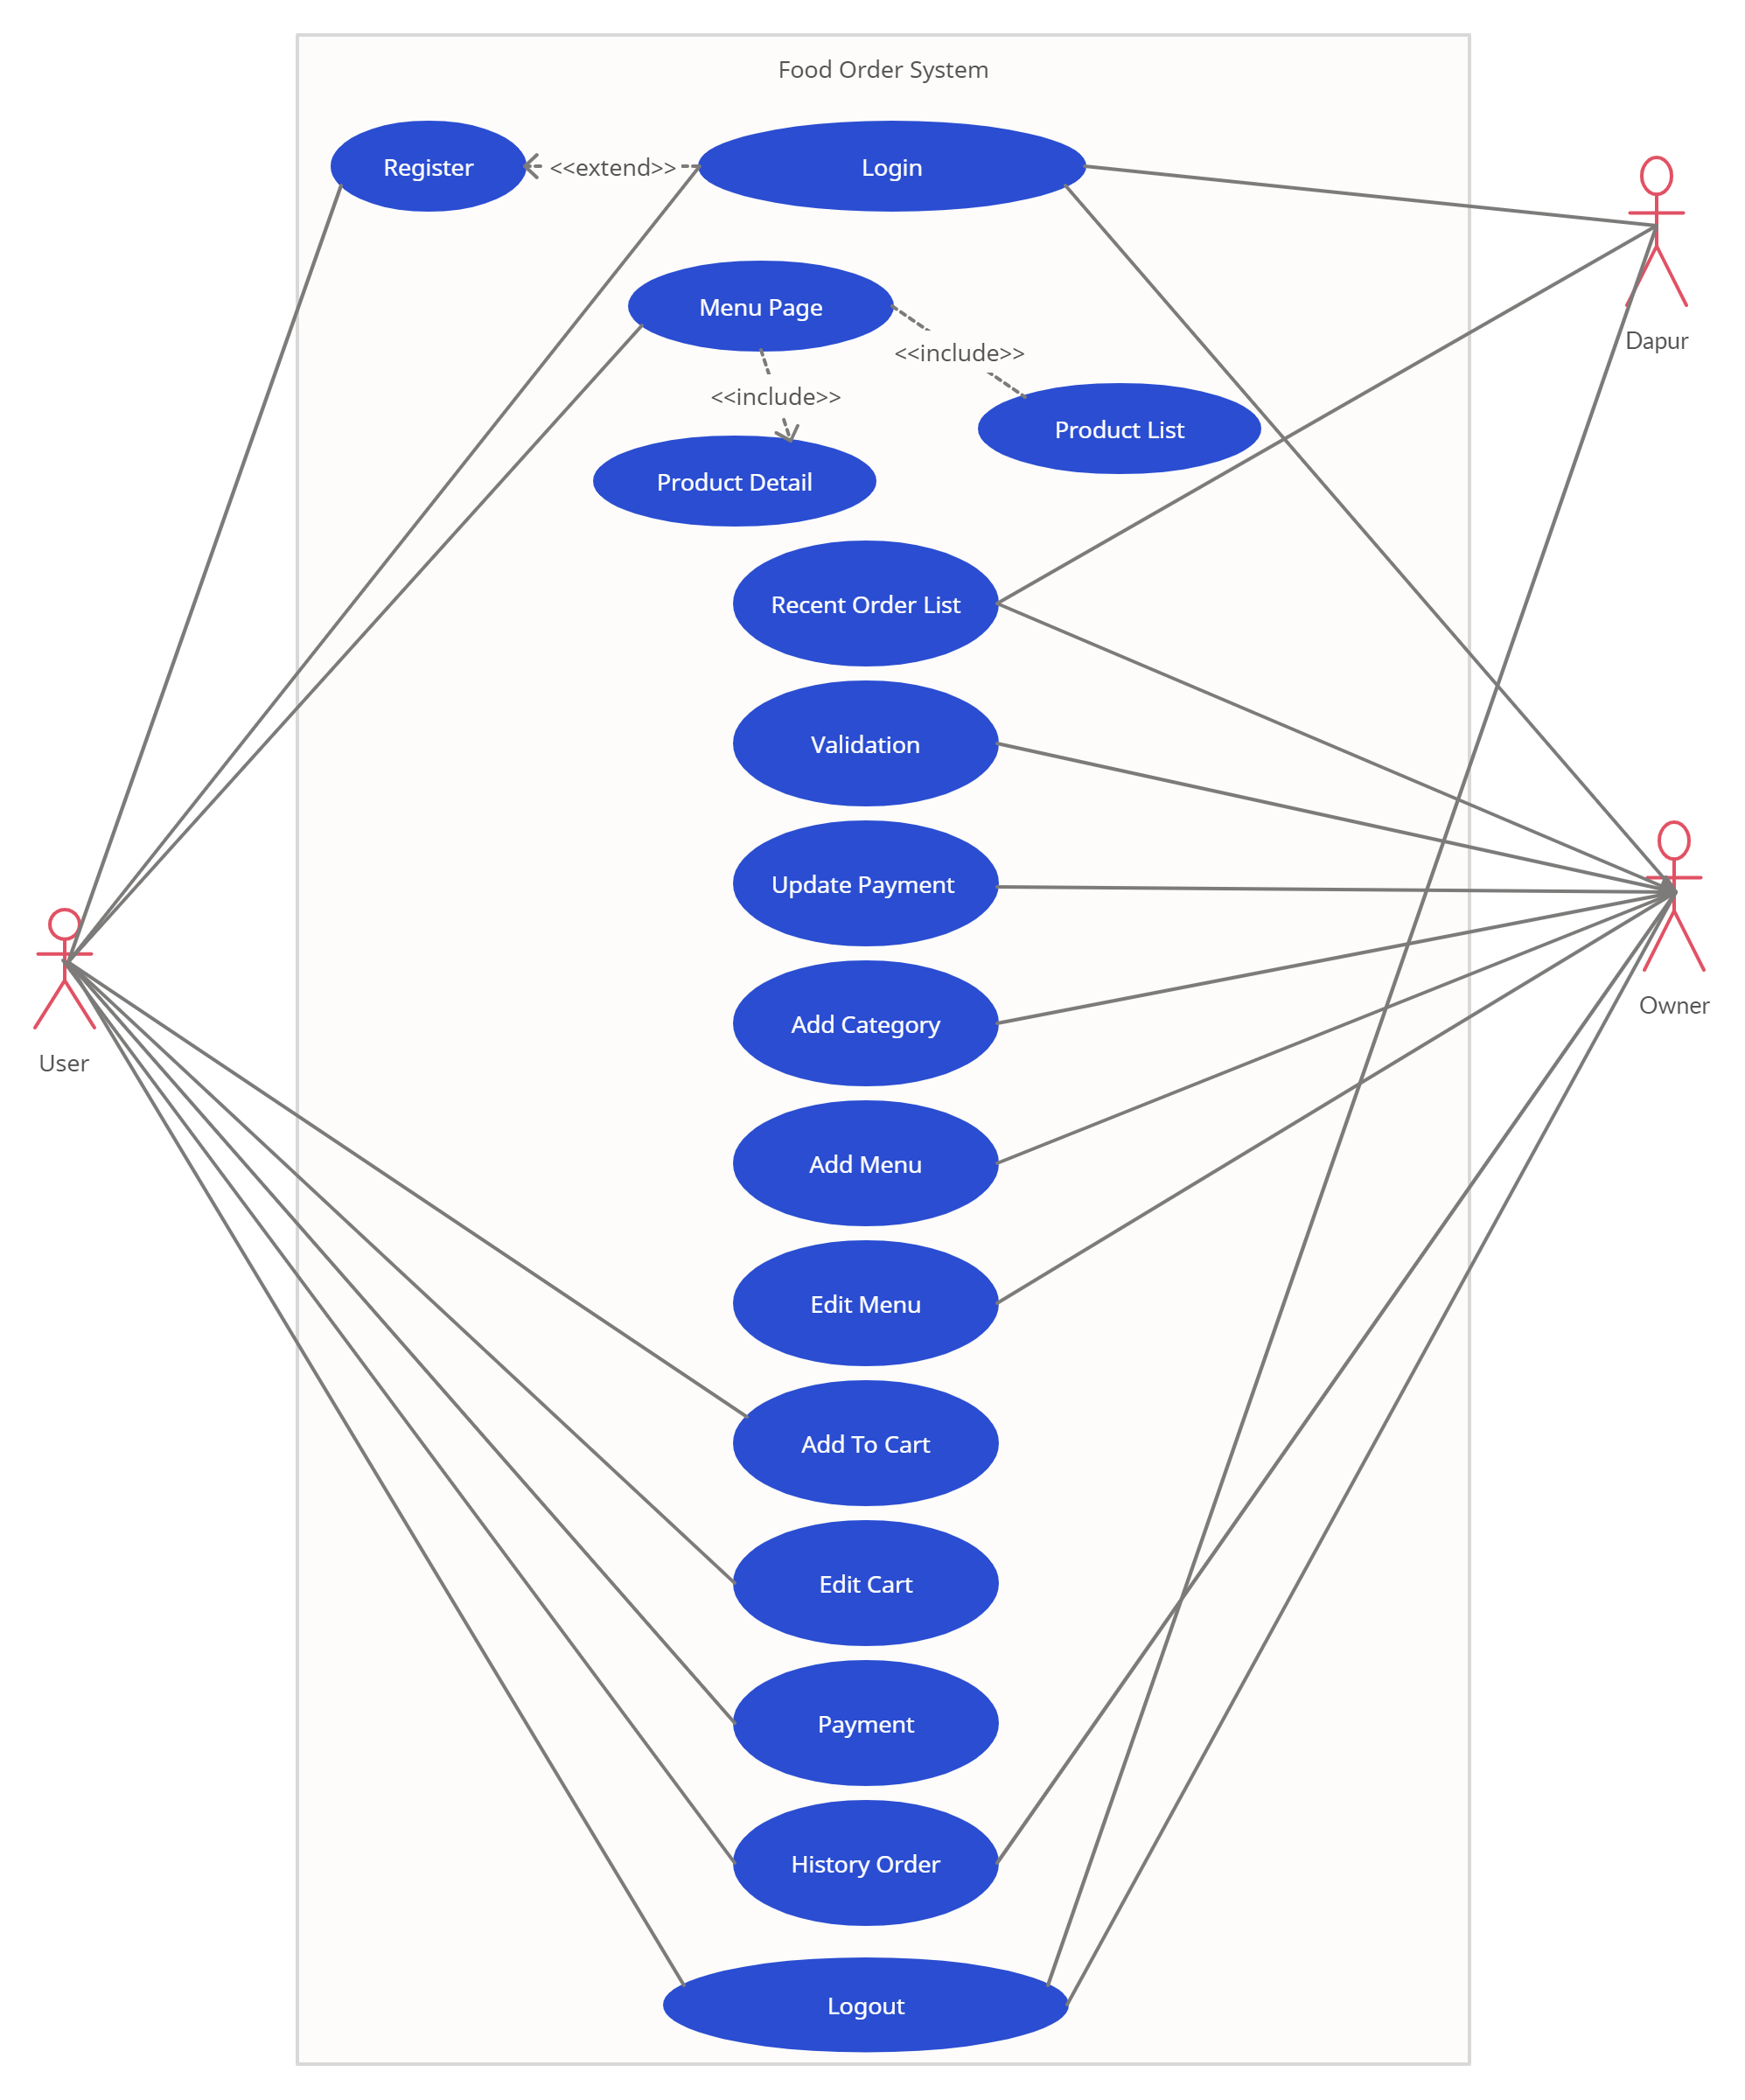 Food Order System
Register
<<extend>>
Login
Menu Page
<<include>>
Dapur
<<include>>
Product List
Product Detail
Recent Order List
Validation
Update Payment
Owner
Add Category
User
Add Menu
Edit Menu
Add To Cart
Edit Cart
Payment
History Order
Logout